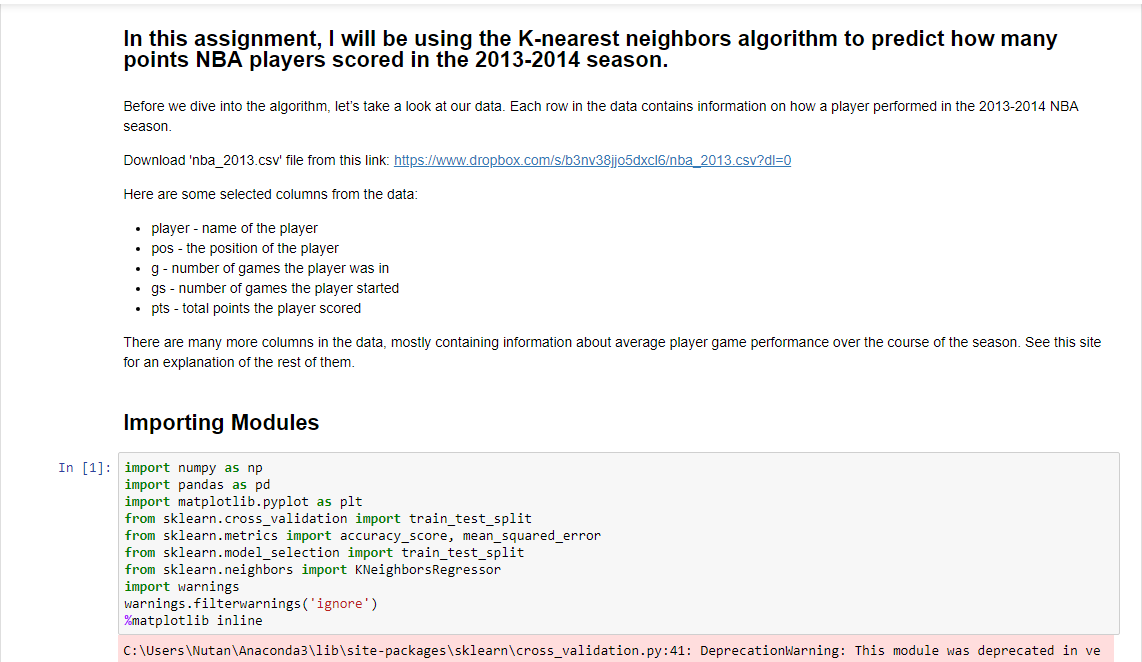 In this assignment, I will be using the K-nearest neighbors algorithm to predict how many
points NBA players scored in the 2013-2014 season.
Before we dive into the algorithm, let’s take a look at our data. Each row in the data contains information on how a player performed in the 2013-2014 NBA
season.
Download 'nba_2013.csv' file from this link: https://www.dropbox.com/s/b3nv38jjo5dxcl6/nba_2013.csv?dl=0
Here are some selected columns from the data:
• player - name of the player
• pos - the position of the player
• g - number of games the player was in
• gs - number of games the player started
• pts - total points the player scored
There are many more columns in the data, mostly containing information about average player game performance over the course of the season. See this site
for an explanation of the rest of them.
Importing Modules
In [1]: import numpy as np
import pandas as pd
import matplotlib.pyplot as plt
from sklearn.cross_validation import train_test_split
from sklearn.metrics import accuracy_score, mean_squared_error
from sklearn.model_selection import train_test_split
from sklearn.neighbors import KNeighborsRegressor
import warnings
warnings.filterwarnings('ignore')
%matplotlib inline
C:\Users\Nutan\Anaconda3\lib\site-packages\sklearn\cross_validation.py:41: DeprecationWarning: This module was deprecated in ve